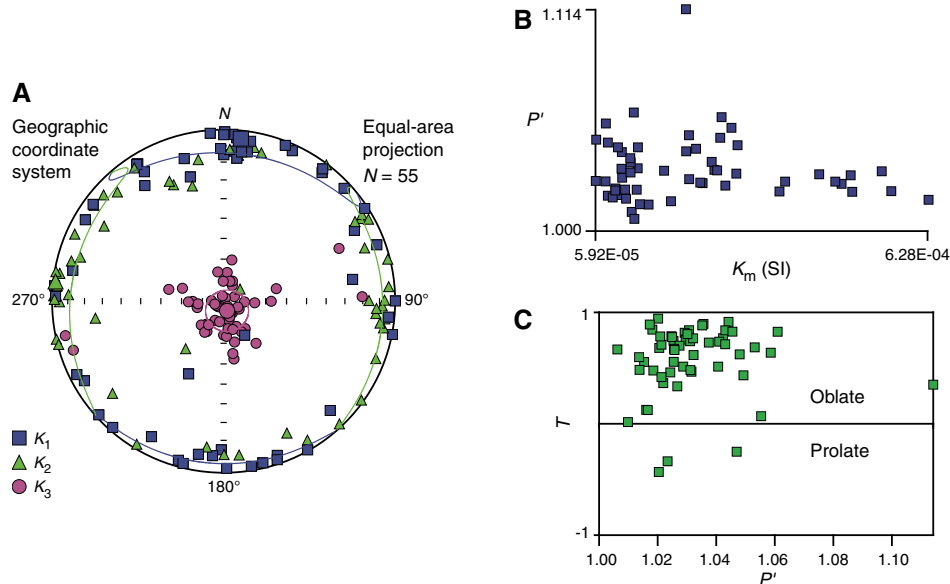 A
Geographic
coordinate
system
N
Equal-area
projection
N = 55
270°
90°
180°
K1
K2
K3
B
1.114
P'
1.000
5.92E-05
6.28E-04
Km (SI)
C
1
T
Oblate
Prolate
-1
1.00
1.02
1.04
1.06
1.08
1.10
P'